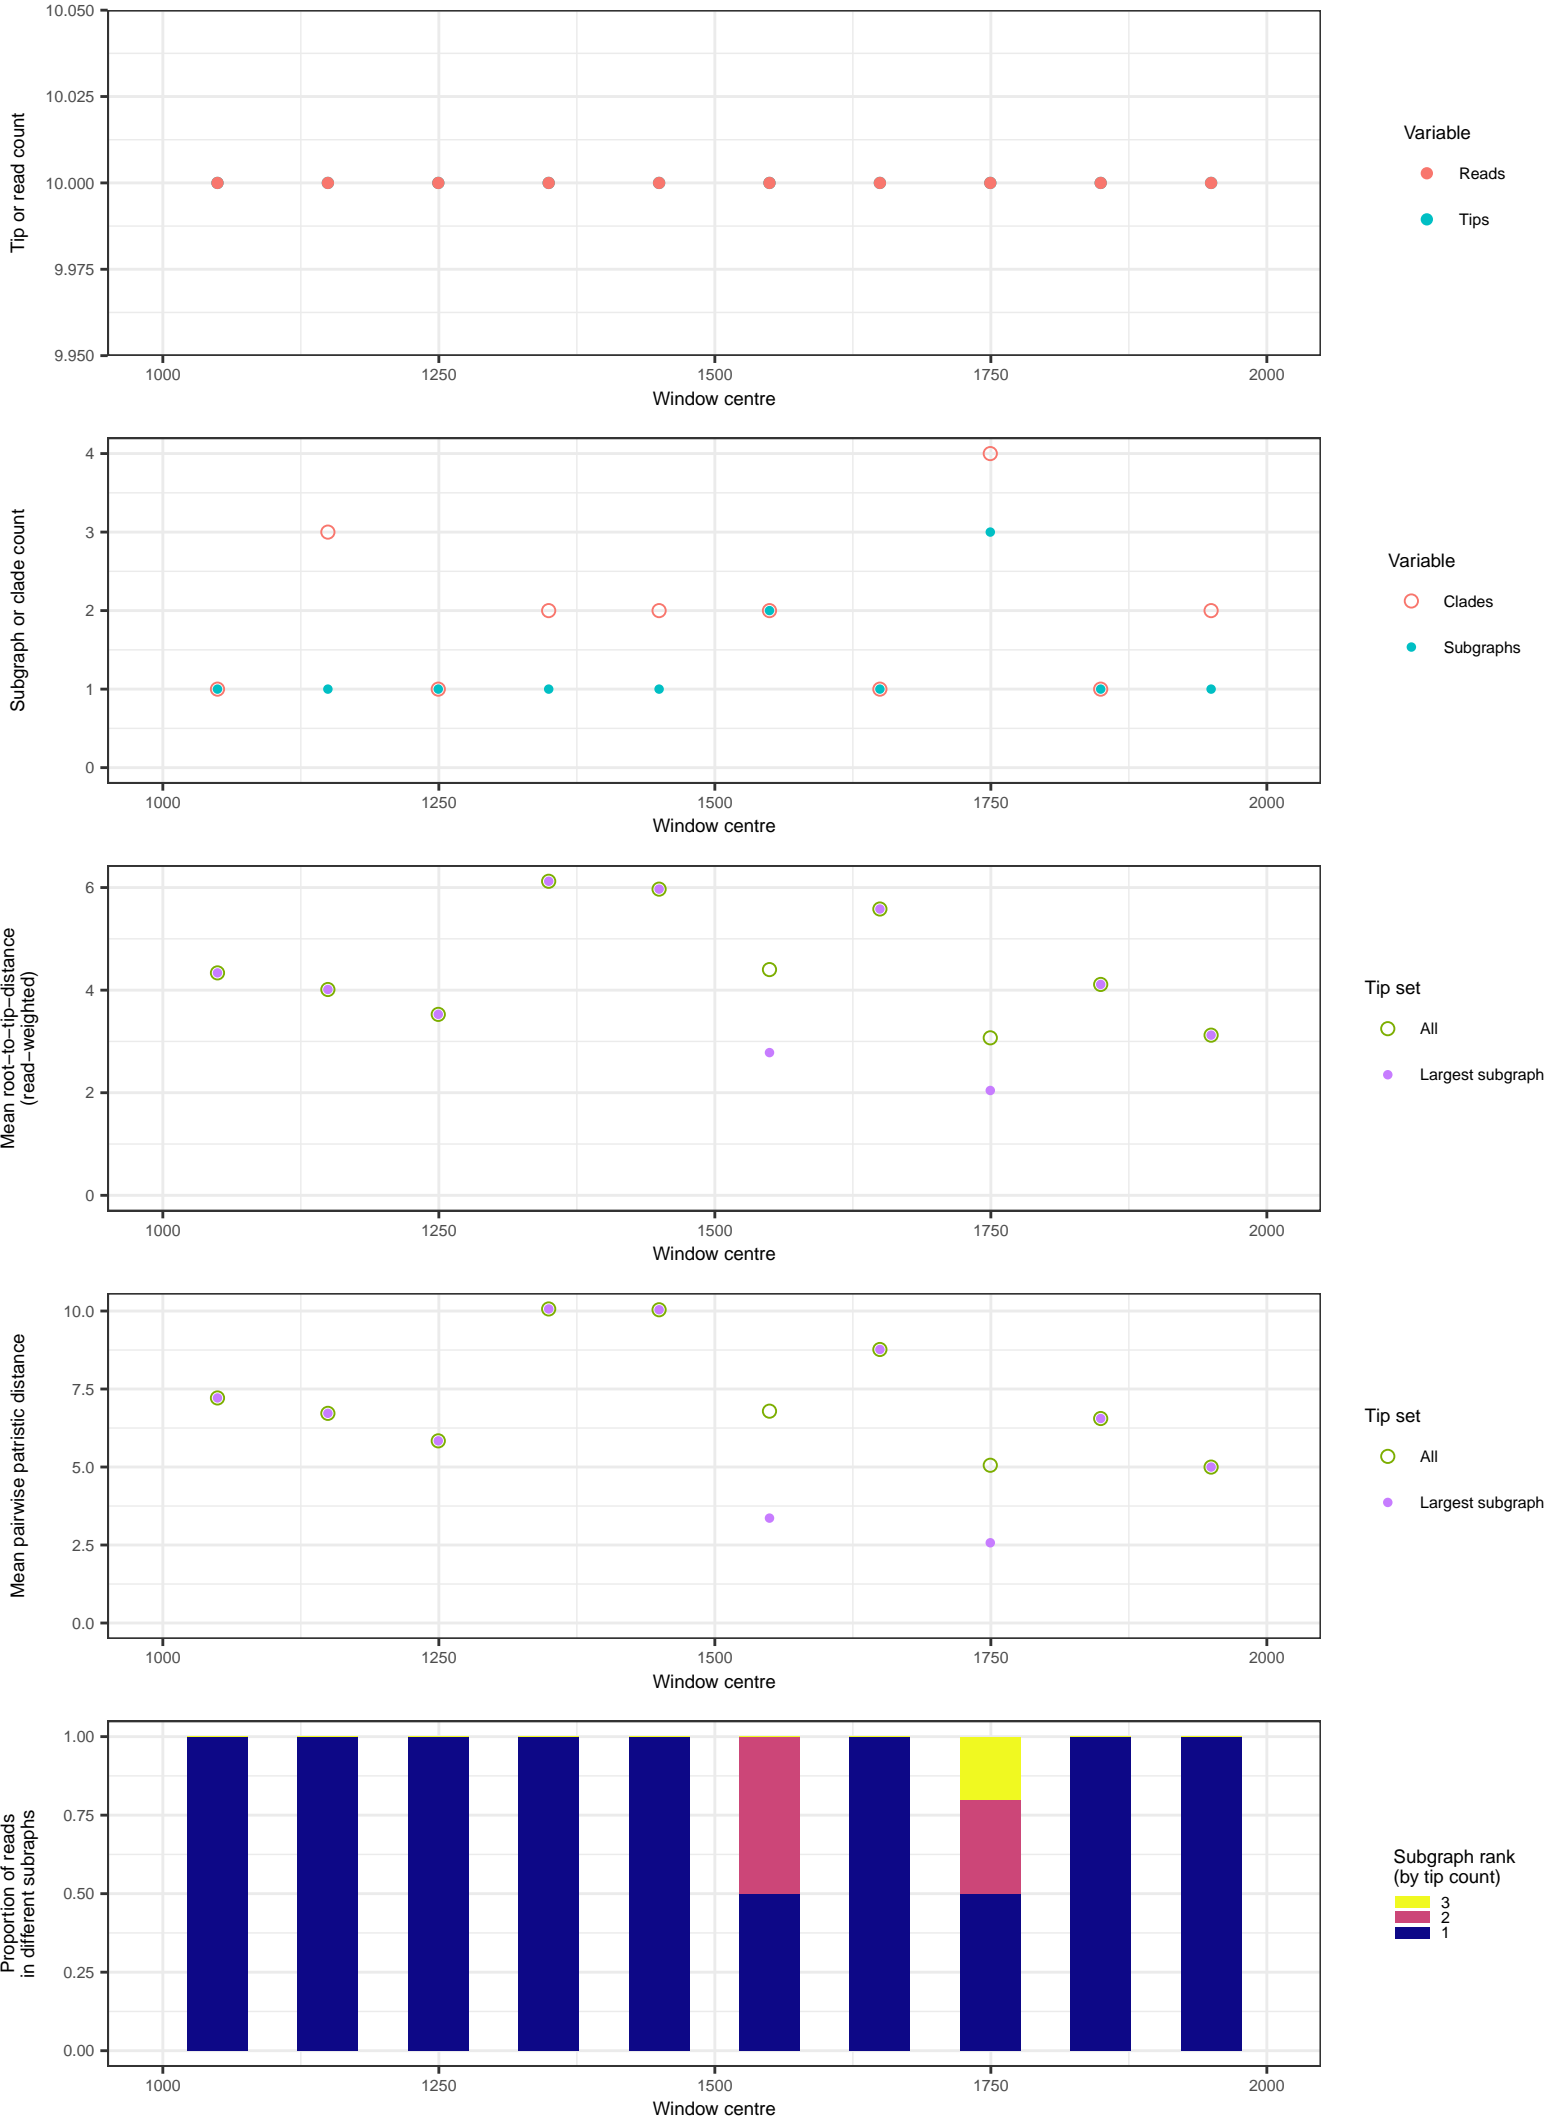 10.050
10.025
10.000
9.975
9.950
Tip or read count
1000 1250 1500 1750 2000
Window centre
Variable
Reads
Tips
4
3
2
1
0
Subgraph or clade count
1000 1250 1500 1750 2000
Window centre
Variable
Clades
Subgraphs
6
4
2
0
Mean root−to−tip−distance
(read−weighted)
1000 1250 1500 1750 2000
Window centre
Tip set
All
Largest subgraph
10.0
7.5
5.0
2.5
0.0
Mean pairwise patristic distance
1000 1250 1500 1750 2000
Window centre
Tip set
All
Largest subgraph
1.00
0.75
0.50
0.25
0.00
Proportion of reads
in different subraphs
1000 1250 1500 1750 2000
Window centre
Subgraph rank
(by tip count)
3
2
1